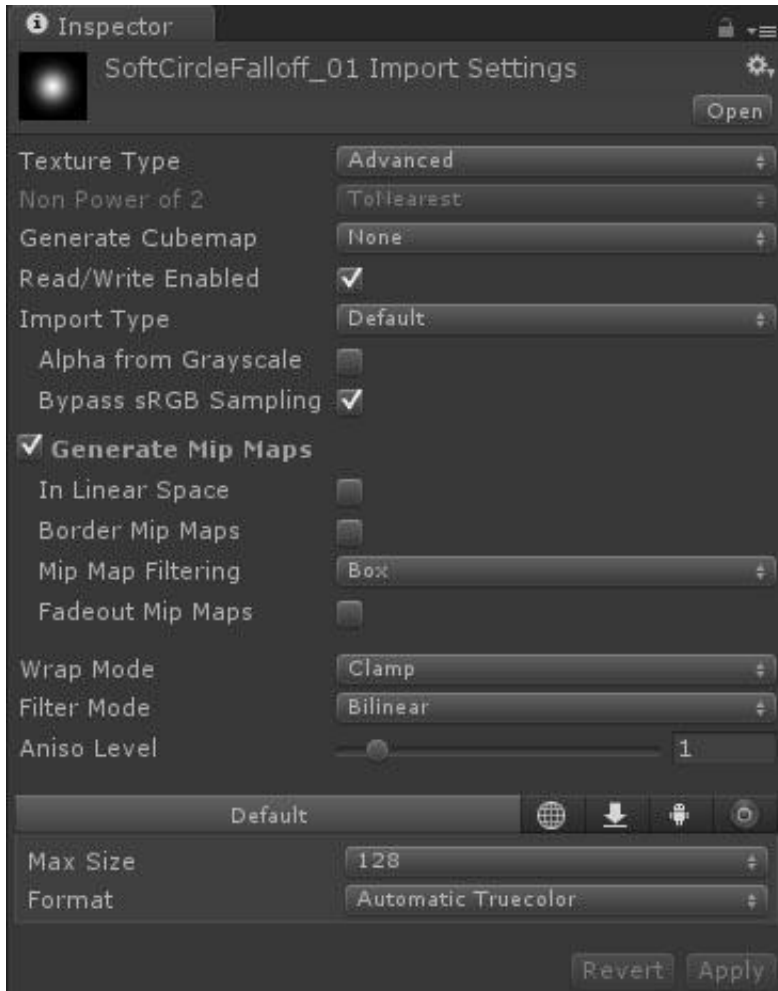 Inspector
SoftCircleFalloff_01 Import Settings
Open
Texture Type Advanced
Non Power of 2 ToNearest
Generate Cubemap None
Read/Write Enabled
Import Type Default
Alpha from Grayscale
Bypass sRGB Sampling
Generate Mip Maps
In Linear Space
Border Mip Maps
Mip Map Filtering Box
Fadeout Mip Maps
Wrap Mode Clamp
Filter Mode Bilinear
Aniso Level 1
Default
Max Size 128
Format Automatic Truecolor
Revert Apply